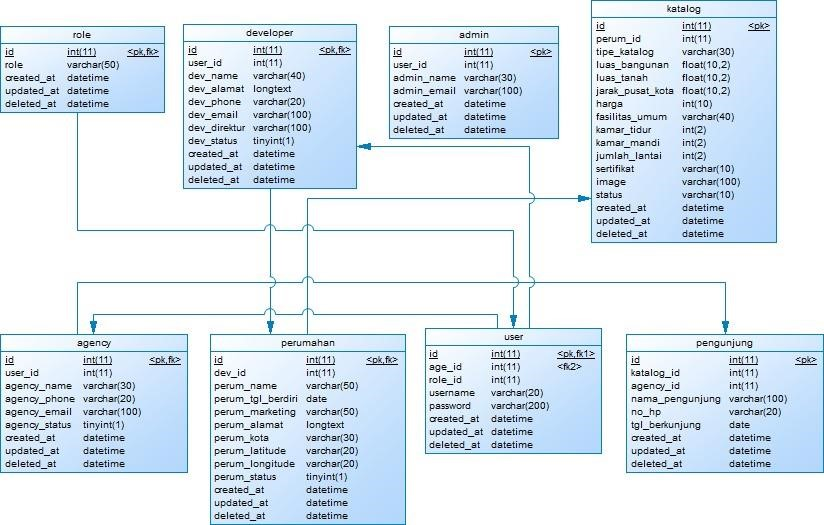 role
id int(11) <pk,fk>
role varchar(50)
created_at datetime
updated_at datetime
deleted_at datetime
developer
id int(11) <pk,fk>
user_id int(11)
dev_name varchar(40)
dev_alamat longtext
dev_phone varchar(20)
dev_email varchar(100)
dev_direktur varchar(100)
dev_status tinyint(1)
created_at datetime
updated_at datetime
deleted_at datetime
admin
id int(11) <pk>
user_id int(11)
admin_name varchar(30)
admin_email varchar(100)
created_at datetime
updated_at datetime
deleted_at datetime
katalog
id int(11) <pk>
perum_id int(11)
tipe_katalog varchar(30)
luas_bangunan float(10,2)
luas_tanah float(10,2)
jarak_pusat_kota float(10,2)
harga int(10)
fasilitas_umum varchar(40)
kamar_tidur int(2)
kamar_mandi int(2)
jumlah_lantai int(2)
sertifikat varchar(10)
image varchar(100)
status varchar(10)
created_at datetime
updated_at datetime
deleted_at datetime
agency
id int(11) <pk,fk>
user_id int(11)
agency_name varchar(30)
agency_phone varchar(20)
agency_email varchar(100)
agency_status tinyint(1)
created_at datetime
updated_at datetime
deleted_at datetime
perumahan
id int(11) <pk,fk>
dev_id int(11)
perum_name varchar(50)
perum_tgl_berdiri date
perum_marketing varchar(50)
perum_alamat longtext
perum_kota varchar(30)
perum_latitude varchar(20)
perum_longitude varchar(20)
perum_status tinyint(1)
created_at datetime
updated_at datetime
deleted_at datetime
user
id int(11) <pk,fk1>
age_id int(11) <fk2>
role_id int(11)
username varchar(20)
password varchar(200)
created_at datetime
updated_at datetime
deleted_at datetime
pengunjung
id int(11) <pk>
katalog_id int(11)
agency_id int(11)
nama_pengunjung varchar(100)
no_hp varchar(20)
tgl_berkunjung date
created_at datetime
updated_at datetime
deleted_at datetime